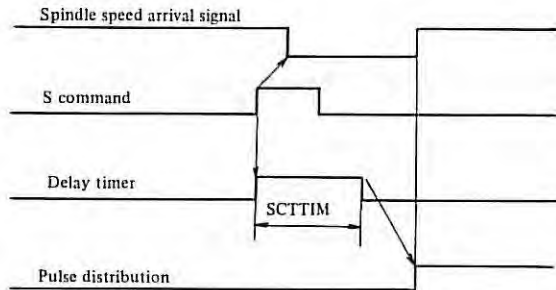 Spindle speed arrival signal
S command
Delay timer
SCTTIM
Pulse distribution